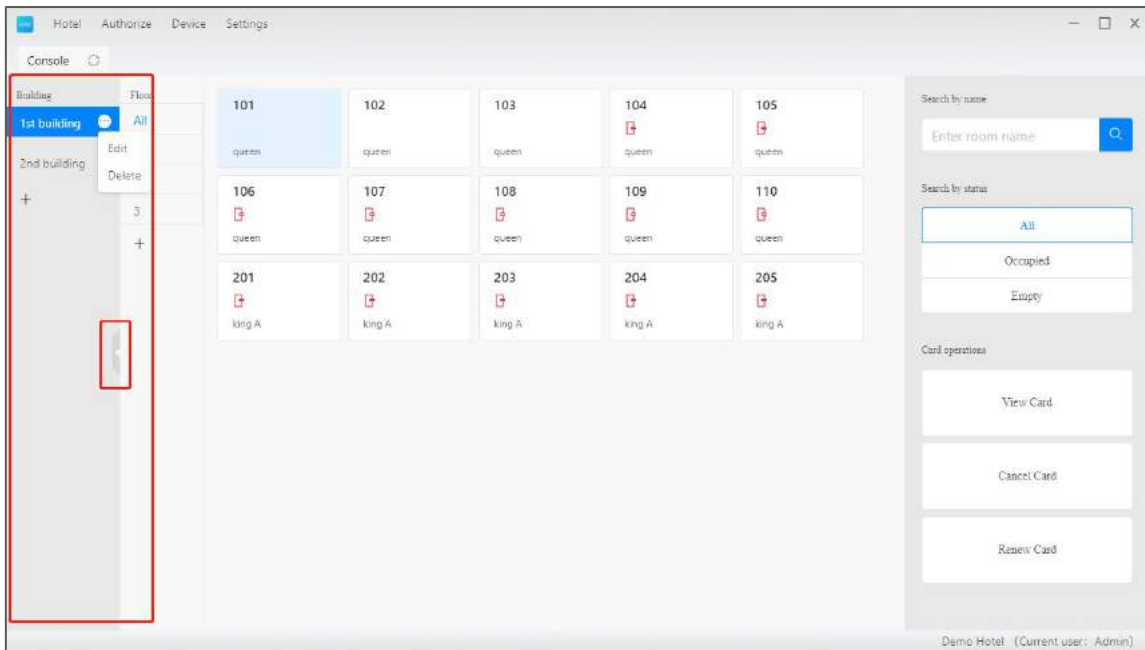 Hotel Authorize Device Settings
Console
Building Floor
1st building All
Edit
2nd building
Delete
+
3
+
101 102 103 104 105
queen queen queen queen queen
106 107 108 109 110
queen queen queen queen queen
201 202 203 204 205
king A king A king A king A king A
Search by name
Enter room name
Search by status
All
Occupied
Empty
Card operations
View Card
Cancel Card
Renew Card
Demo Hotel (Current user: Admin)